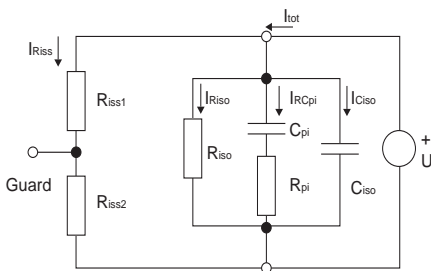 Itot
IRiss
Riss1
IRiso
IRCpi
ICiso
Cpi
Riso
+
U
Guard
Riss2
Rpi
Ciso